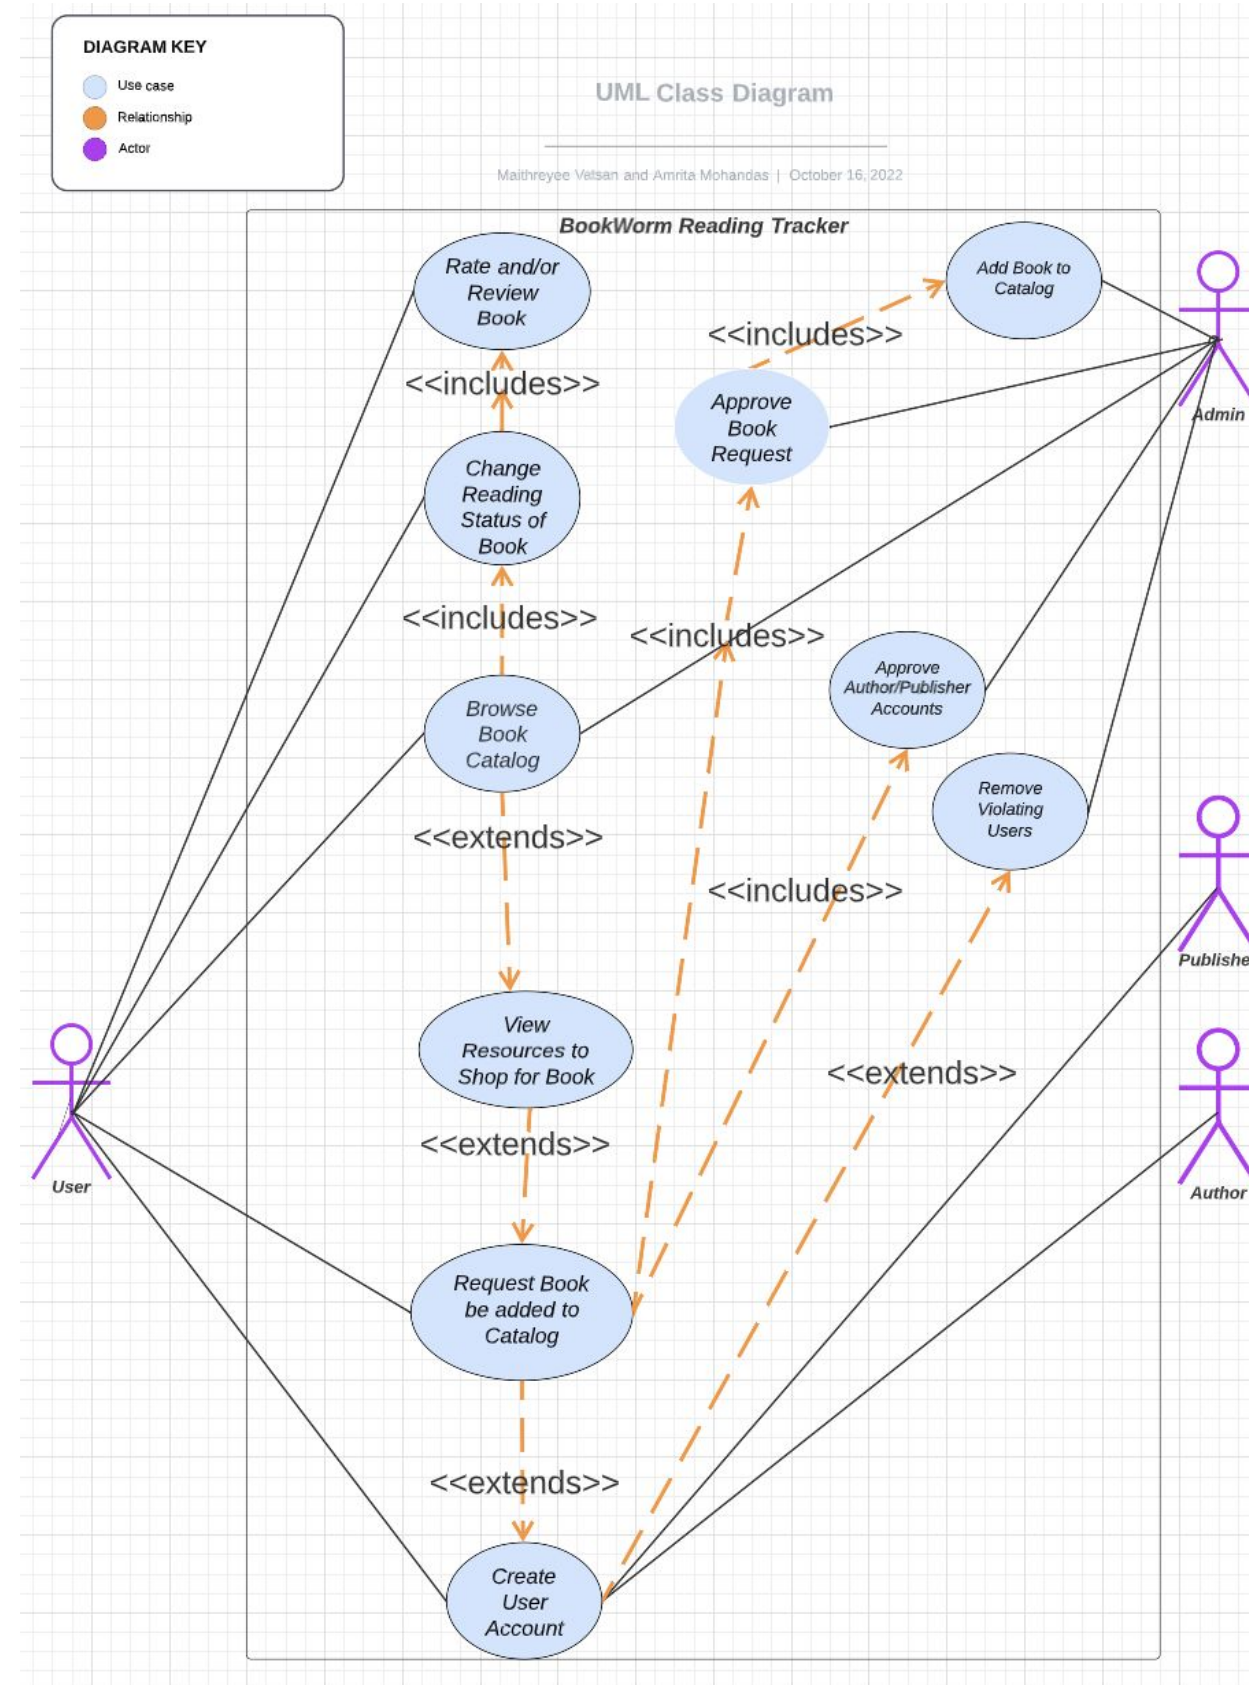 DIAGRAM KEY
Use case
Relationship
Actor
UML Class Diagram
Maithreyee Vatsan and Amrita Mohandas | October 16, 2022
BookWorm Reading Tracker
Rate and/or
Review
Book
Add Book to
Catalog
<<includes>>
<<includes>>
Approve
Book
Request
Admin
Change
Reading
Status of
Book
<<includes>>
<<includes>>
Approve
Author/Publisher
Accounts
Browse
Book
Catalog
Remove
Violating
Users
<<extends>>
<<includes>>
Publishe
View
Resources to
Shop for Book
<<extends>>
<<extends>>
User
Author
Request Book
be added to
Catalog
<<extends>>
Create
User
Account